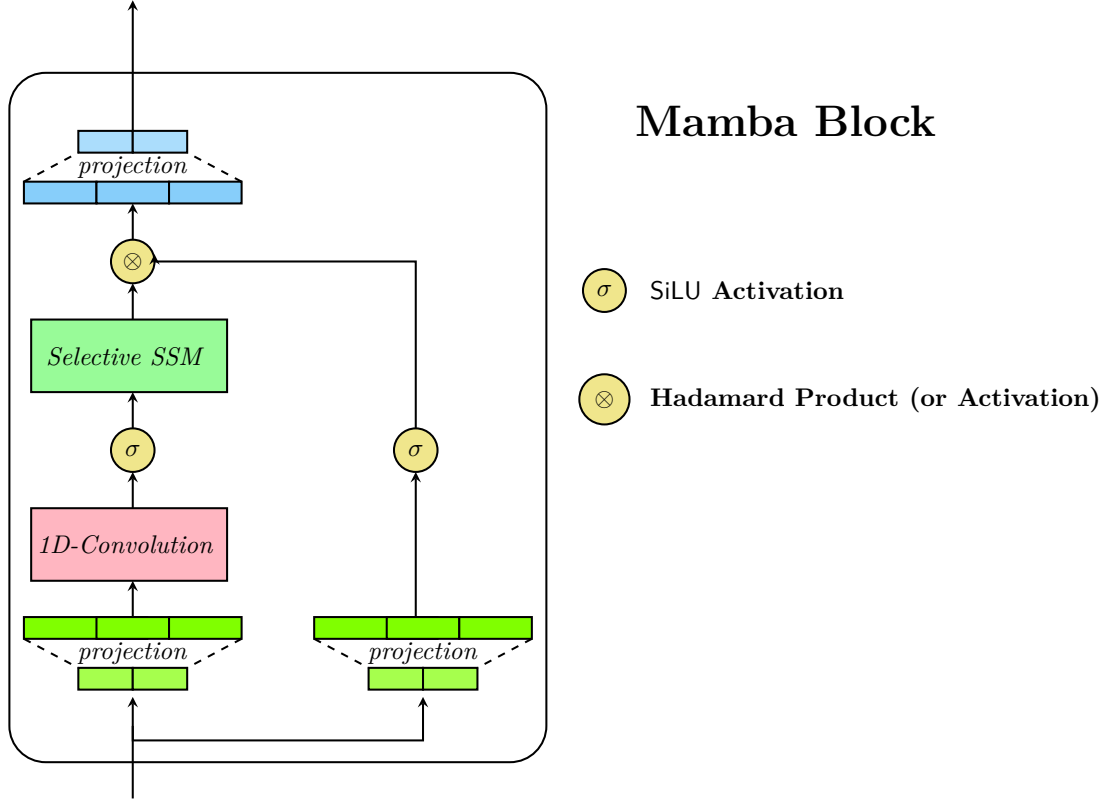 Mamba Block
projection
⊗
σ SiLU Activation
Selective SSM
⊗ Hadamard Product (or Activation)
σ
σ
1D-Convolution
projection
projection